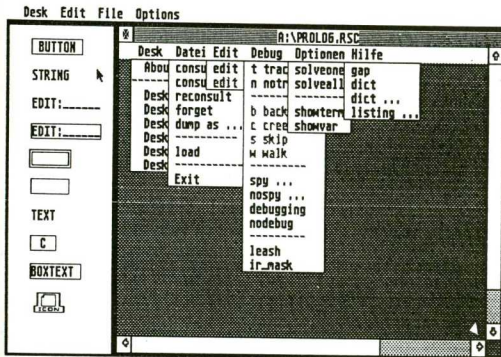 Desk Edit File Options
A:\PROLOG.RSC
BUTTON
STRING
EDIT:______
EDIT:______
TEXT
C
BOXTEXT
ICON
Desk Datei Edit Debug Optionen Hilfe
Abou
Desk
Desk
Desk
Desk
Desk
Desk
consu
consu
reconsult
forget
dump as ...
load
Exit
edit
edit
t trac
n notr
b back
c cree
s skip
w walk
spy ...
nospy ...
debugging
nodebug
leash
ir_mask
solveone
solveall
showterm
showvar
gap
dict
dict ...
listing ...